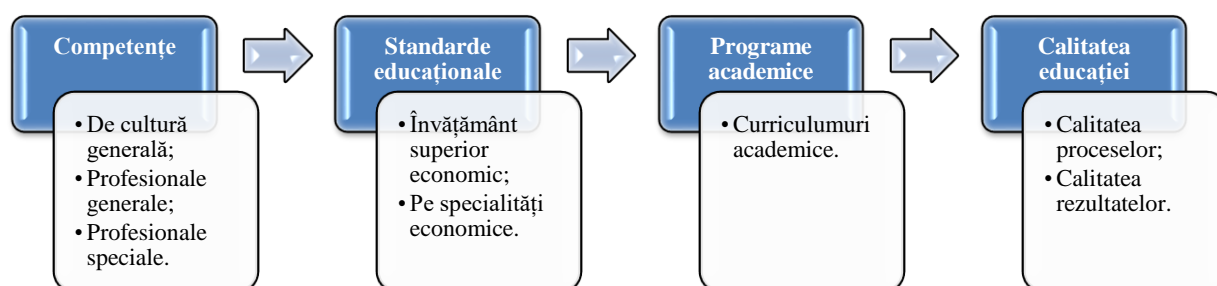 Competențe
• De cultură
generală;
• Profesionale
generale;
• Profesionale
speciale.
Standarde
educaționale
• Învățământ
superior
economic;
• Pe specialități
economice.
Programe
academice
• Curriculumuri
academice.
Calitatea
educației
• Calitatea
proceselor;
• Calitatea
rezultatelor.